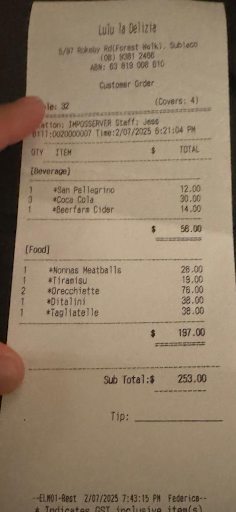 Lulu la Delizia
5/97 Rokeby Rd(Forest Walk), Subiaco
(08) 9381 2466
ABN: 63 619 008 610
Customer Order
le: 32 (Covers: 4)
ation: IMPOSSERVER Staff: Jess
Bill:0020000007 Time:2/07/2025 6:21:04 PM
QTY ITEM $ TOTAL
[Beverage]
1 *San Pellegrino 12.00
*Coca Cola 30.00
1 *Beerfarm Cider 14.00
$ 56.00
[Food]
1 *Nonnas Meatballs 26.00
1 *Tiramisu 19.00
2 *Orecchiette 76.00
1 *Ditalini 38.00
1 *Tagliatelle 38.00
$ 197.00
Sub Total:$ 253.00
Tip:
--ELMO1-Rest 2/07/2025 7:43:15 PM Federica--
* Indicates GST inclusive item(s)